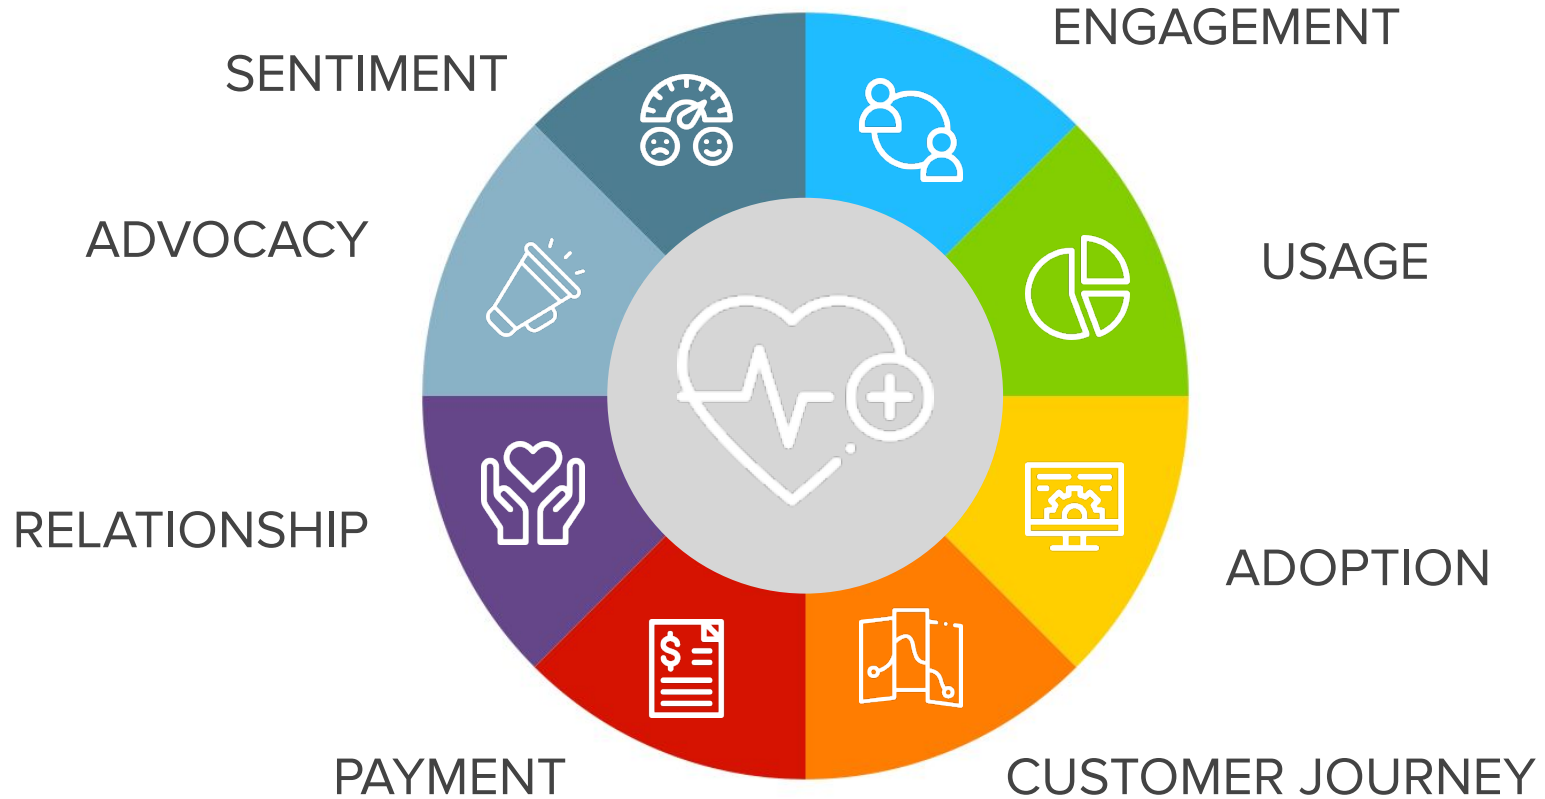 ENGAGEMENT
SENTIMENT
ADVOCACY
USAGE
RELATIONSHIP
ADOPTION
PAYMENT
CUSTOMER JOURNEY
$